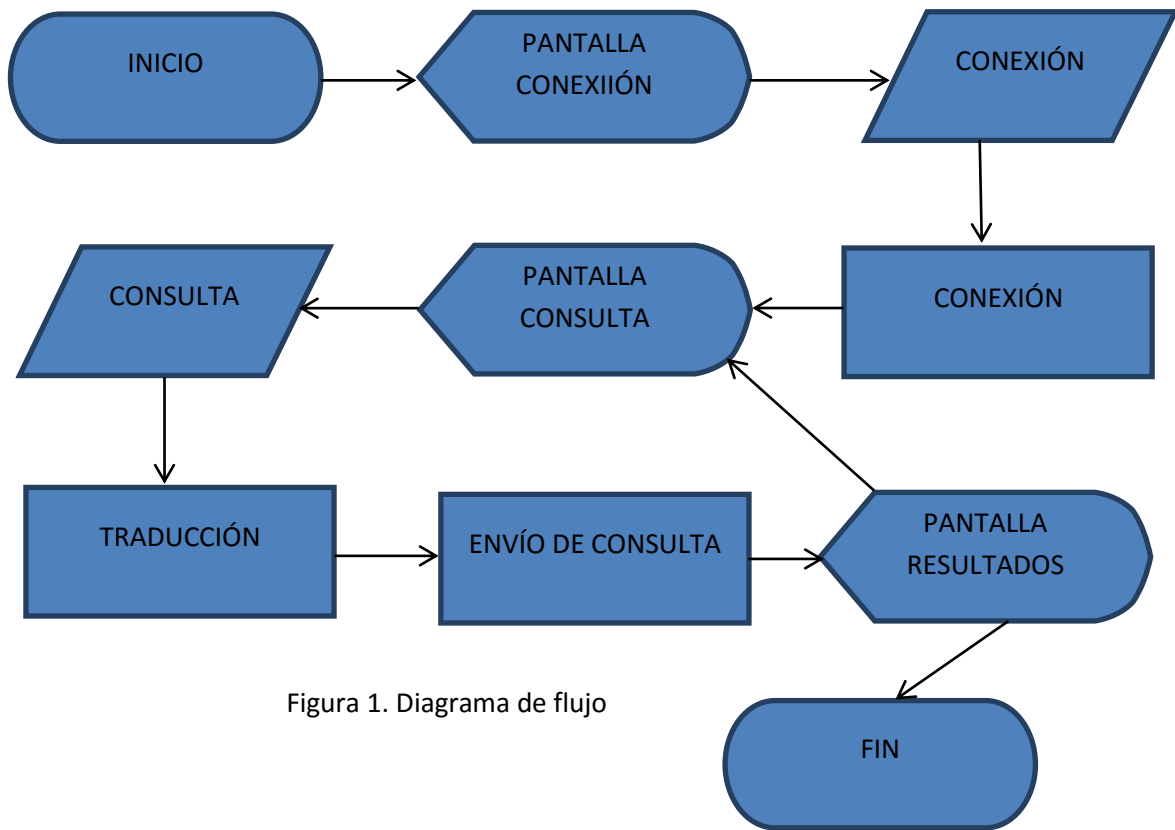 INICIO
PANTALLA
CONEXIIÓN
CONEXIÓN
CONEXIÓN
PANTALLA
CONSULTA
CONSULTA
TRADUCCIÓN
ENVÍO DE CONSULTA
PANTALLA
RESULTADOS
FIN
Figura 1. Diagrama de flujo